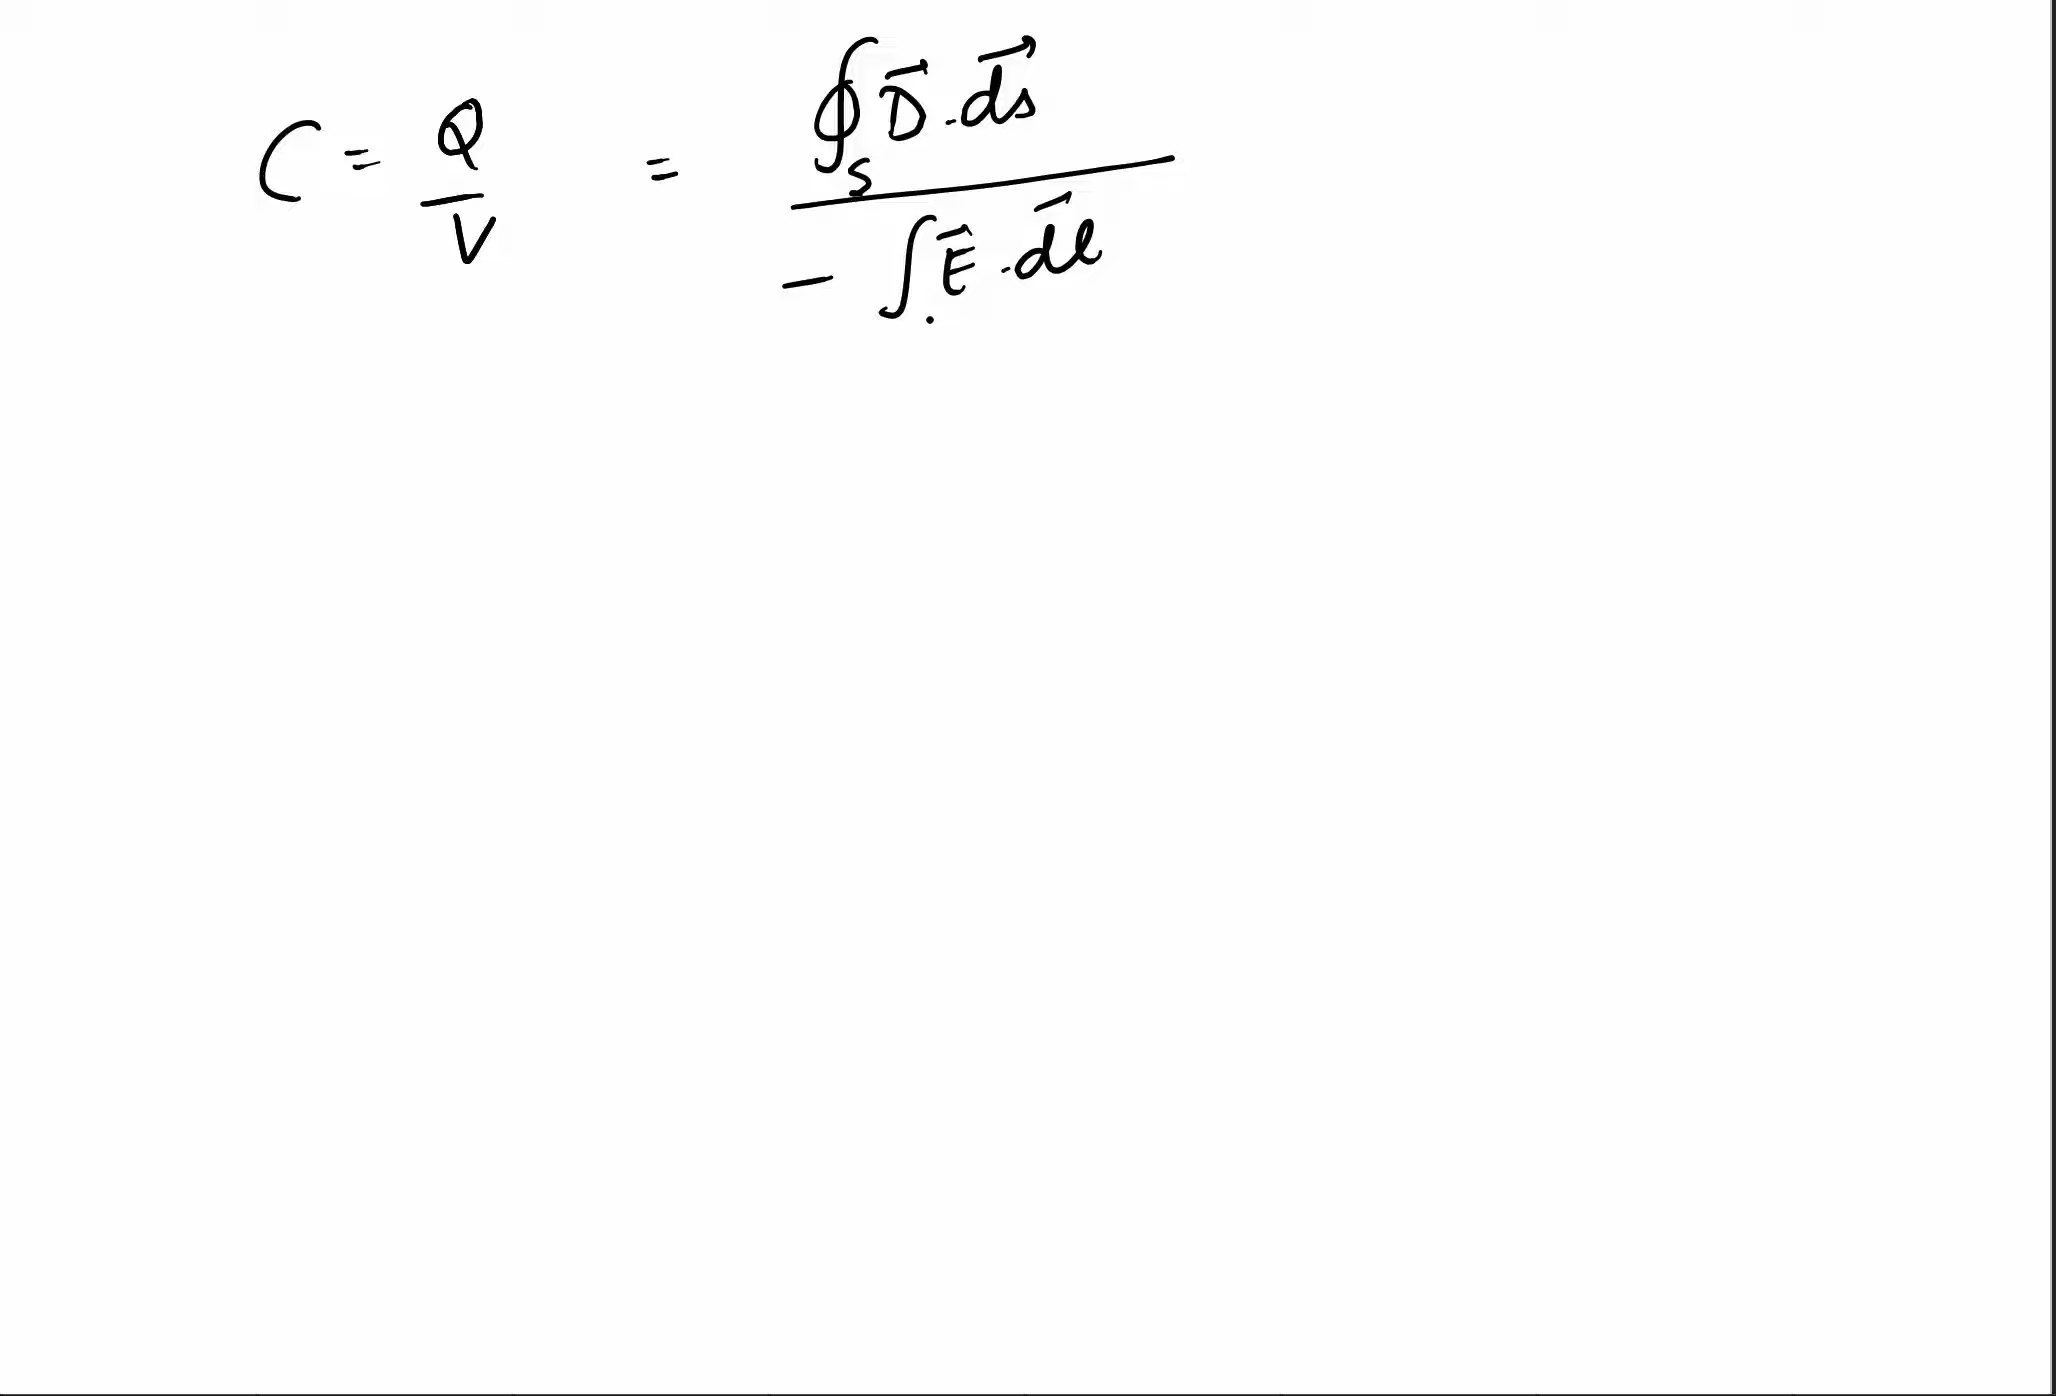 C = Q/V = ∮_S D⃗ · ds⃗ / - ∫ E⃗ · dl⃗